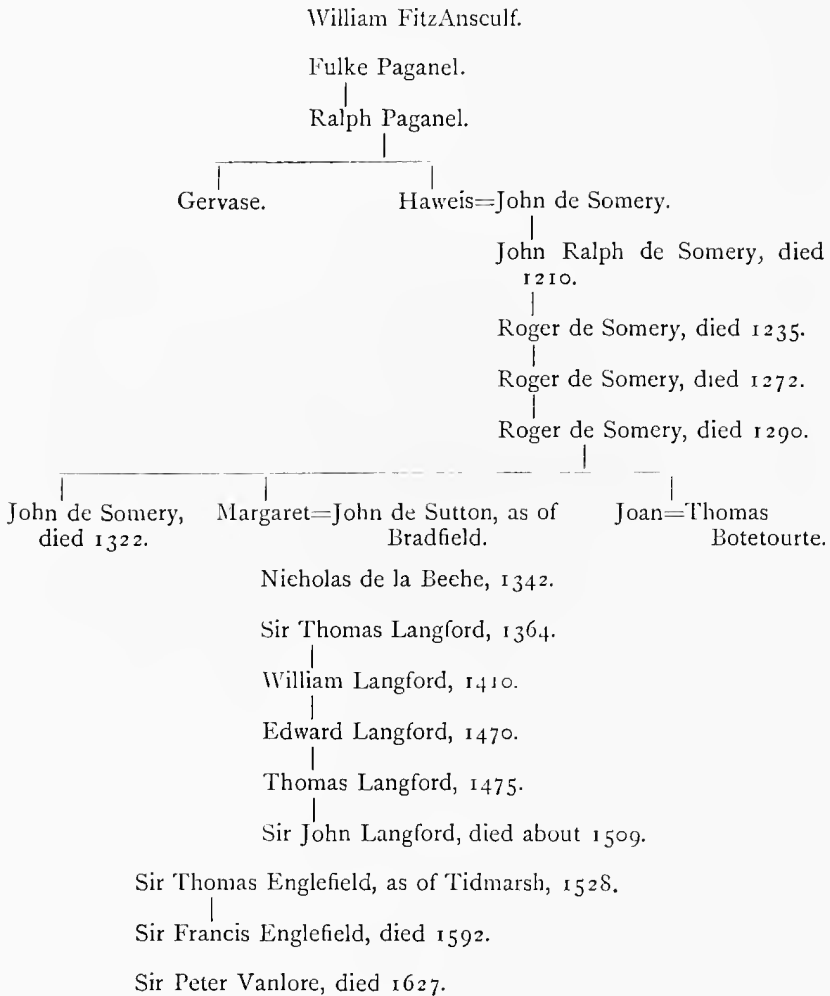 William FitzAnsculf.
Fulke Paganel.
Ralph Paganel.
Gervase. Haweis=John de Somery.
John Ralph de Somery, died
1210.
Roger de Somery, died 1235.
Roger de Somery, died 1272.
Roger de Somery, died 1290.
John de Somery, Margaret=John de Sutton, as of Joan=Thomas
died 1322. Bradfield. Botetourte.
Nicholas de la Beche, 1342.
Sir Thomas Langford, 1364.
William Langford, 1410.
Edward Langford, 1470.
Thomas Langford, 1475.
Sir John Langford, died about 1509.
Sir Thomas Englefield, as of Tidmarsh, 1528.
Sir Francis Englefield, died 1592.
Sir Peter Vanlore, died 1627.